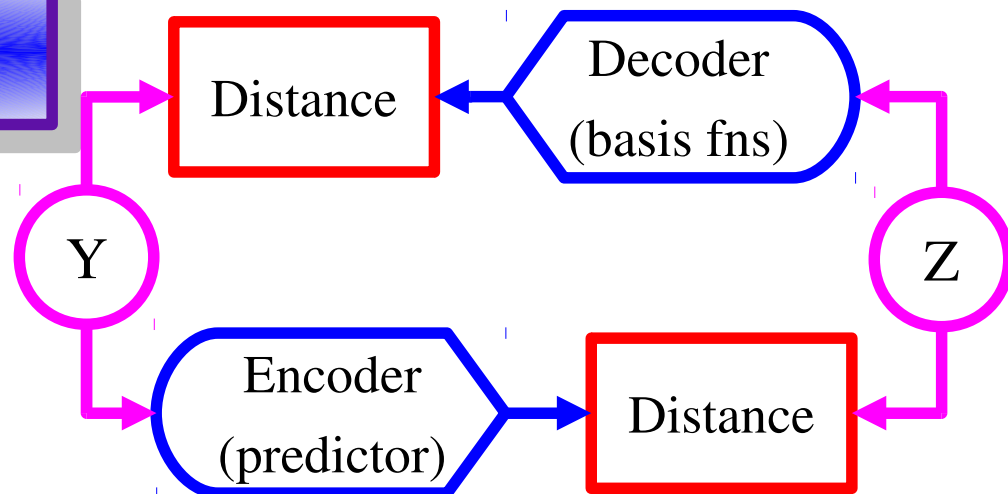 Distance
Decoder
(basis fns)
Y
Z
Encoder
(predictor)
Distance